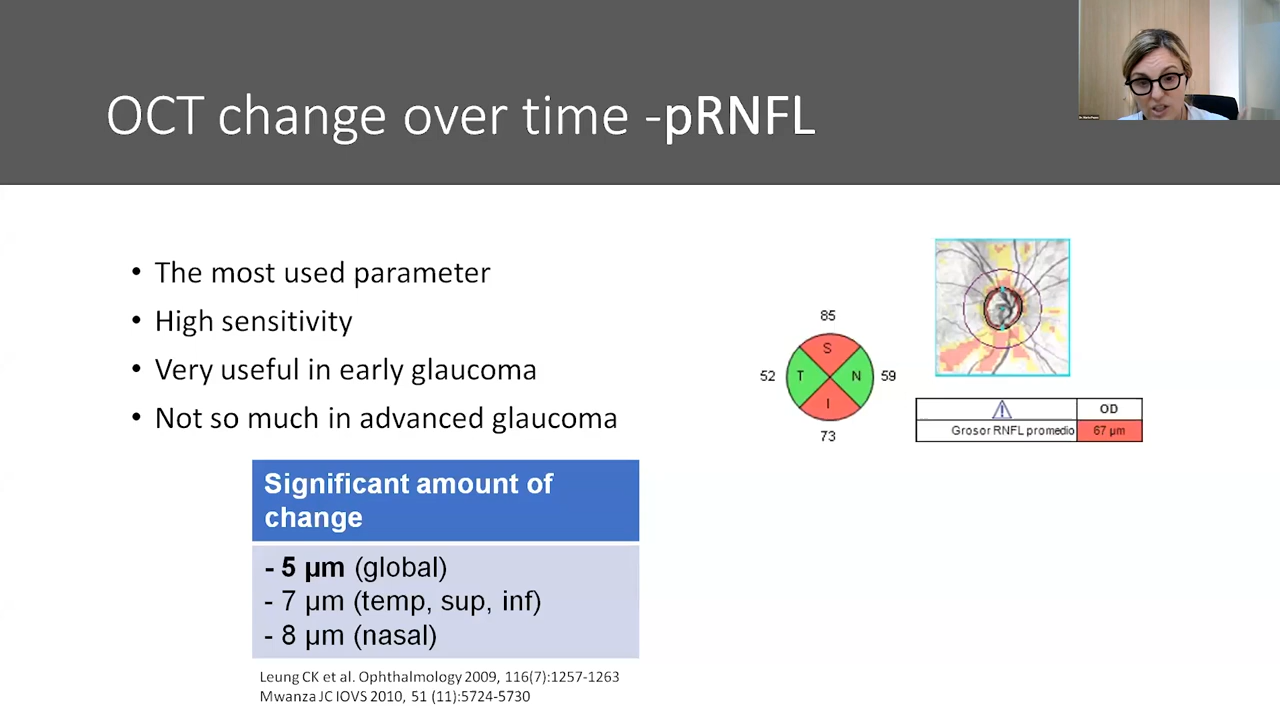 OCT change over time -pRNFL
• The most used parameter
• High sensitivity
• Very useful in early glaucoma
• Not so much in advanced glaucoma
Significant amount of
change
- 5 µm (global)
- 7 µm (temp, sup, inf)
- 8 µm (nasal)
Leung CK et al. Ophthalmology 2009, 116(7):1257-1263
Mwanza JC IOVS 2010, 51 (11):5724-5730
85
S
52 T N 59
I
73
OD
Grosor RNFL promedio 67 µm